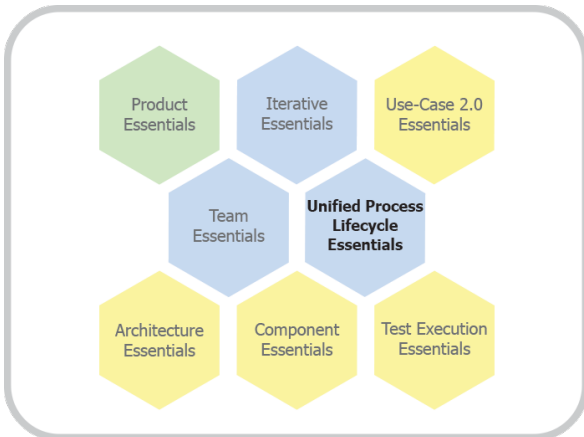 Product
Essentials
Iterative
Essentials
Use-Case 2.0
Essentials
Team
Essentials
Unified Process
Lifecycle
Essentials
Architecture
Essentials
Component
Essentials
Test Execution
Essentials